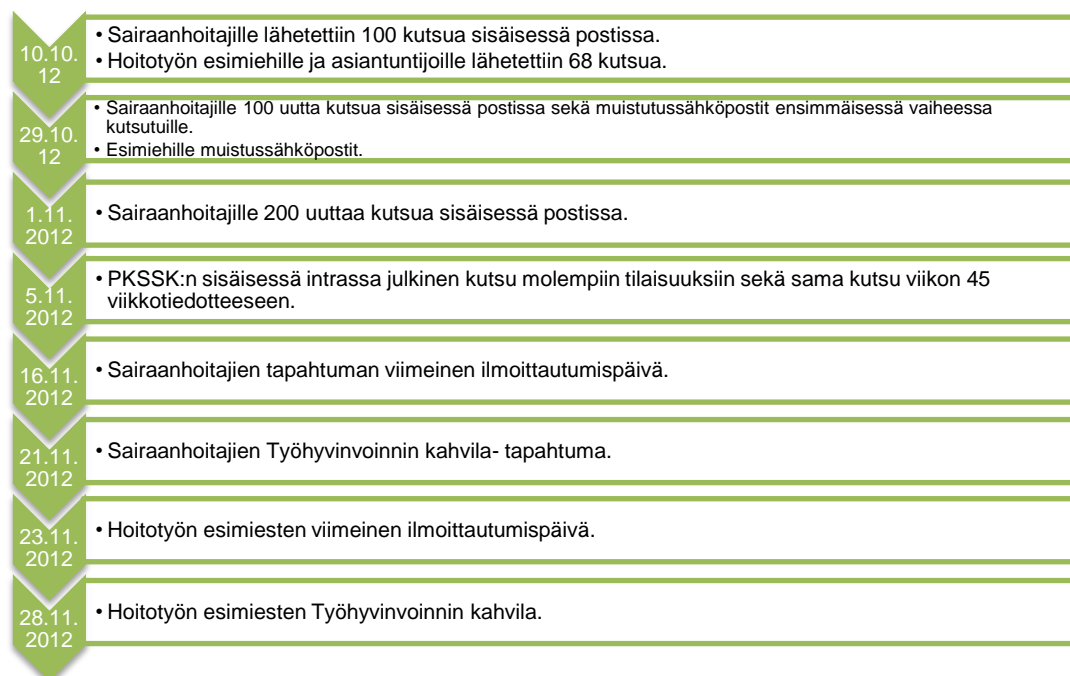 10.10.
12
• Sairaanhoitajille lähetettiin 100 kutsua sisäisessä postissa.
• Hoitotyön esimiehille ja asiantuntijoille lähetettiin 68 kutsua.
29.10.
12
• Sairaanhoitajille 100 uutta kutsua sisäisessä postissa sekä muistutussähköpostit ensimmäisessä vaiheessa
kutsutuille.
• Esimiehille muistussähköpostit.
1.11.
2012
• Sairaanhoitajille 200 uuttaa kutsua sisäisessä postissa.
5.11.
2012
• PKSSK:n sisäisessä intrassa julkinen kutsu molempiin tilaisuuksiin sekä sama kutsu viikon 45
viikkotiedotteeseen.
16.11.
2012
• Sairaanhoitajien tapahtuman viimeinen ilmoittautumispäivä.
21.11.
2012
• Sairaanhoitajien Työhyvinvoinnin kahvila- tapahtuma.
23.11.
2012
• Hoitotyön esimiesten viimeinen ilmoittautumispäivä.
28.11.
2012
• Hoitotyön esimiesten Työhyvinvoinnin kahvila.